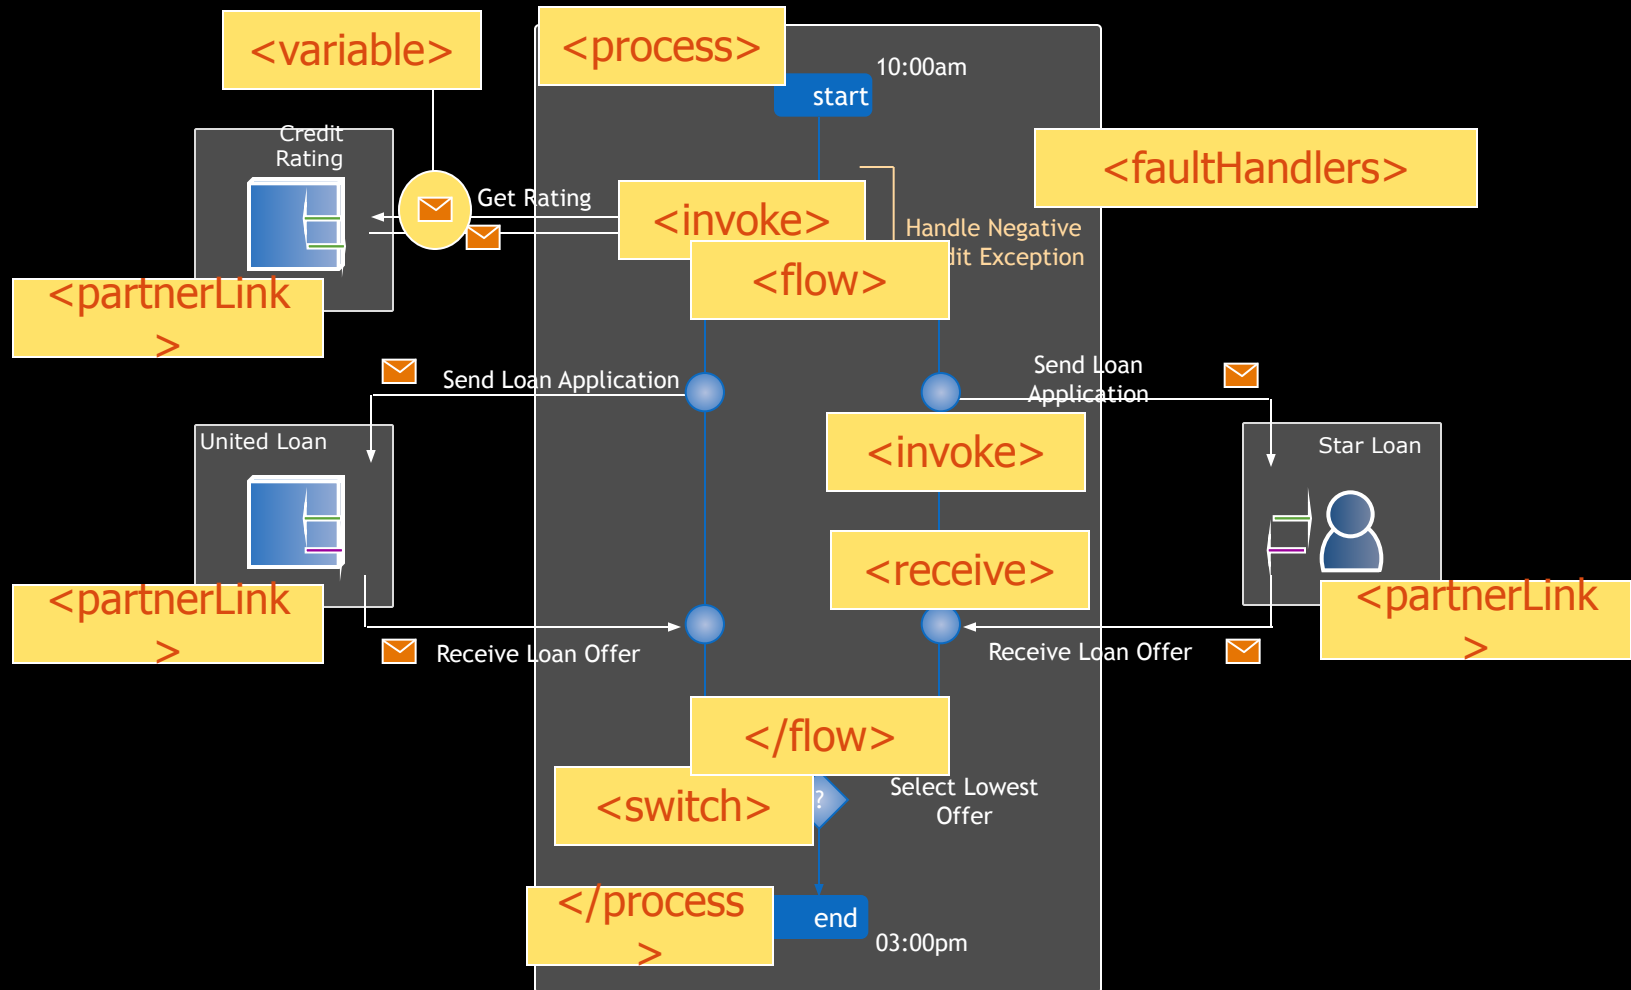 <variable>
<process>
10:00am
start
Credit
Rating
<faultHandlers>
Get Rating
<invoke>
Handle Negative
dit Exception
<flow>
<partnerLink
>
Send Loan Application
Send Loan
Application
<invoke>
United Loan
Star Loan
<receive>
<partnerLink
>
<partnerLink
>
Receive Loan Offer
Receive Loan Offer
</flow>
<switch>
?
Select Lowest
Offer
</process
>
end
03:00pm